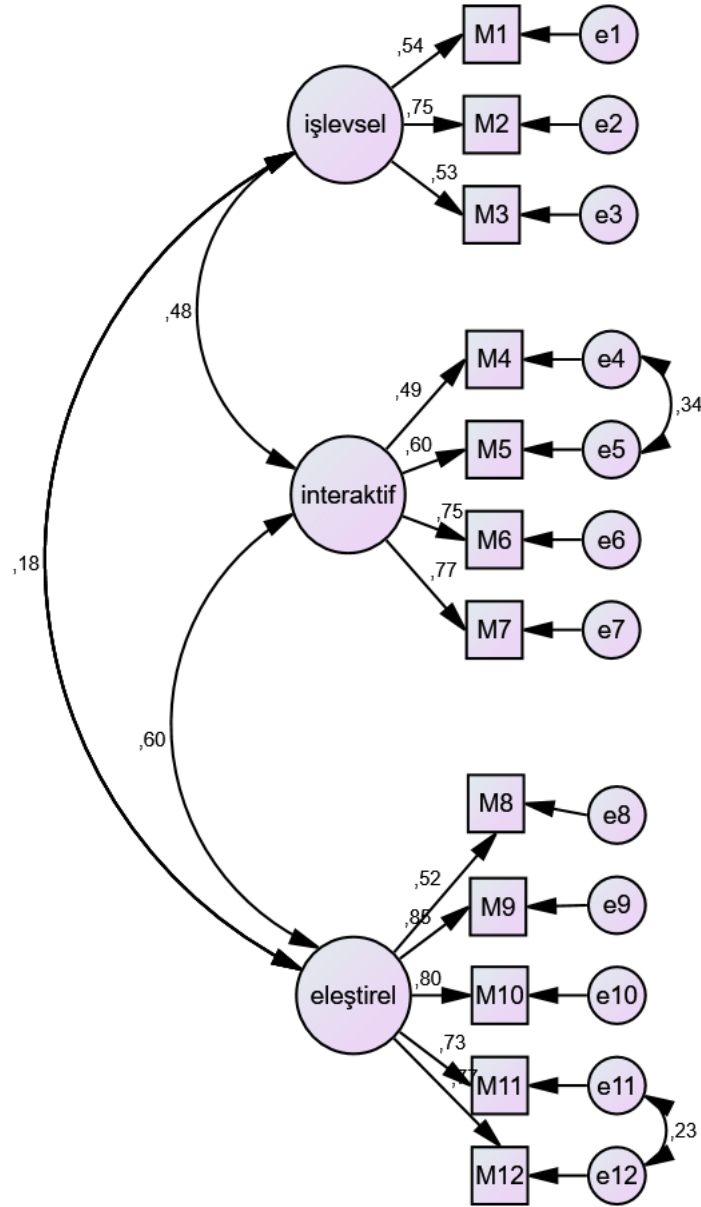 ,54
M1
e1
işlevsel
,75
M2
e2
,53
M3
e3
,48
M4
e4
,49
,34
,60
M5
e5
interaktif
,75
M6
e6
,18
,77
M7
e7
,60
M8
e8
,52
,85
M9
e9
eleştirel
,80
M10
e10
,73
,77
M11
e11
,23
M12
e12